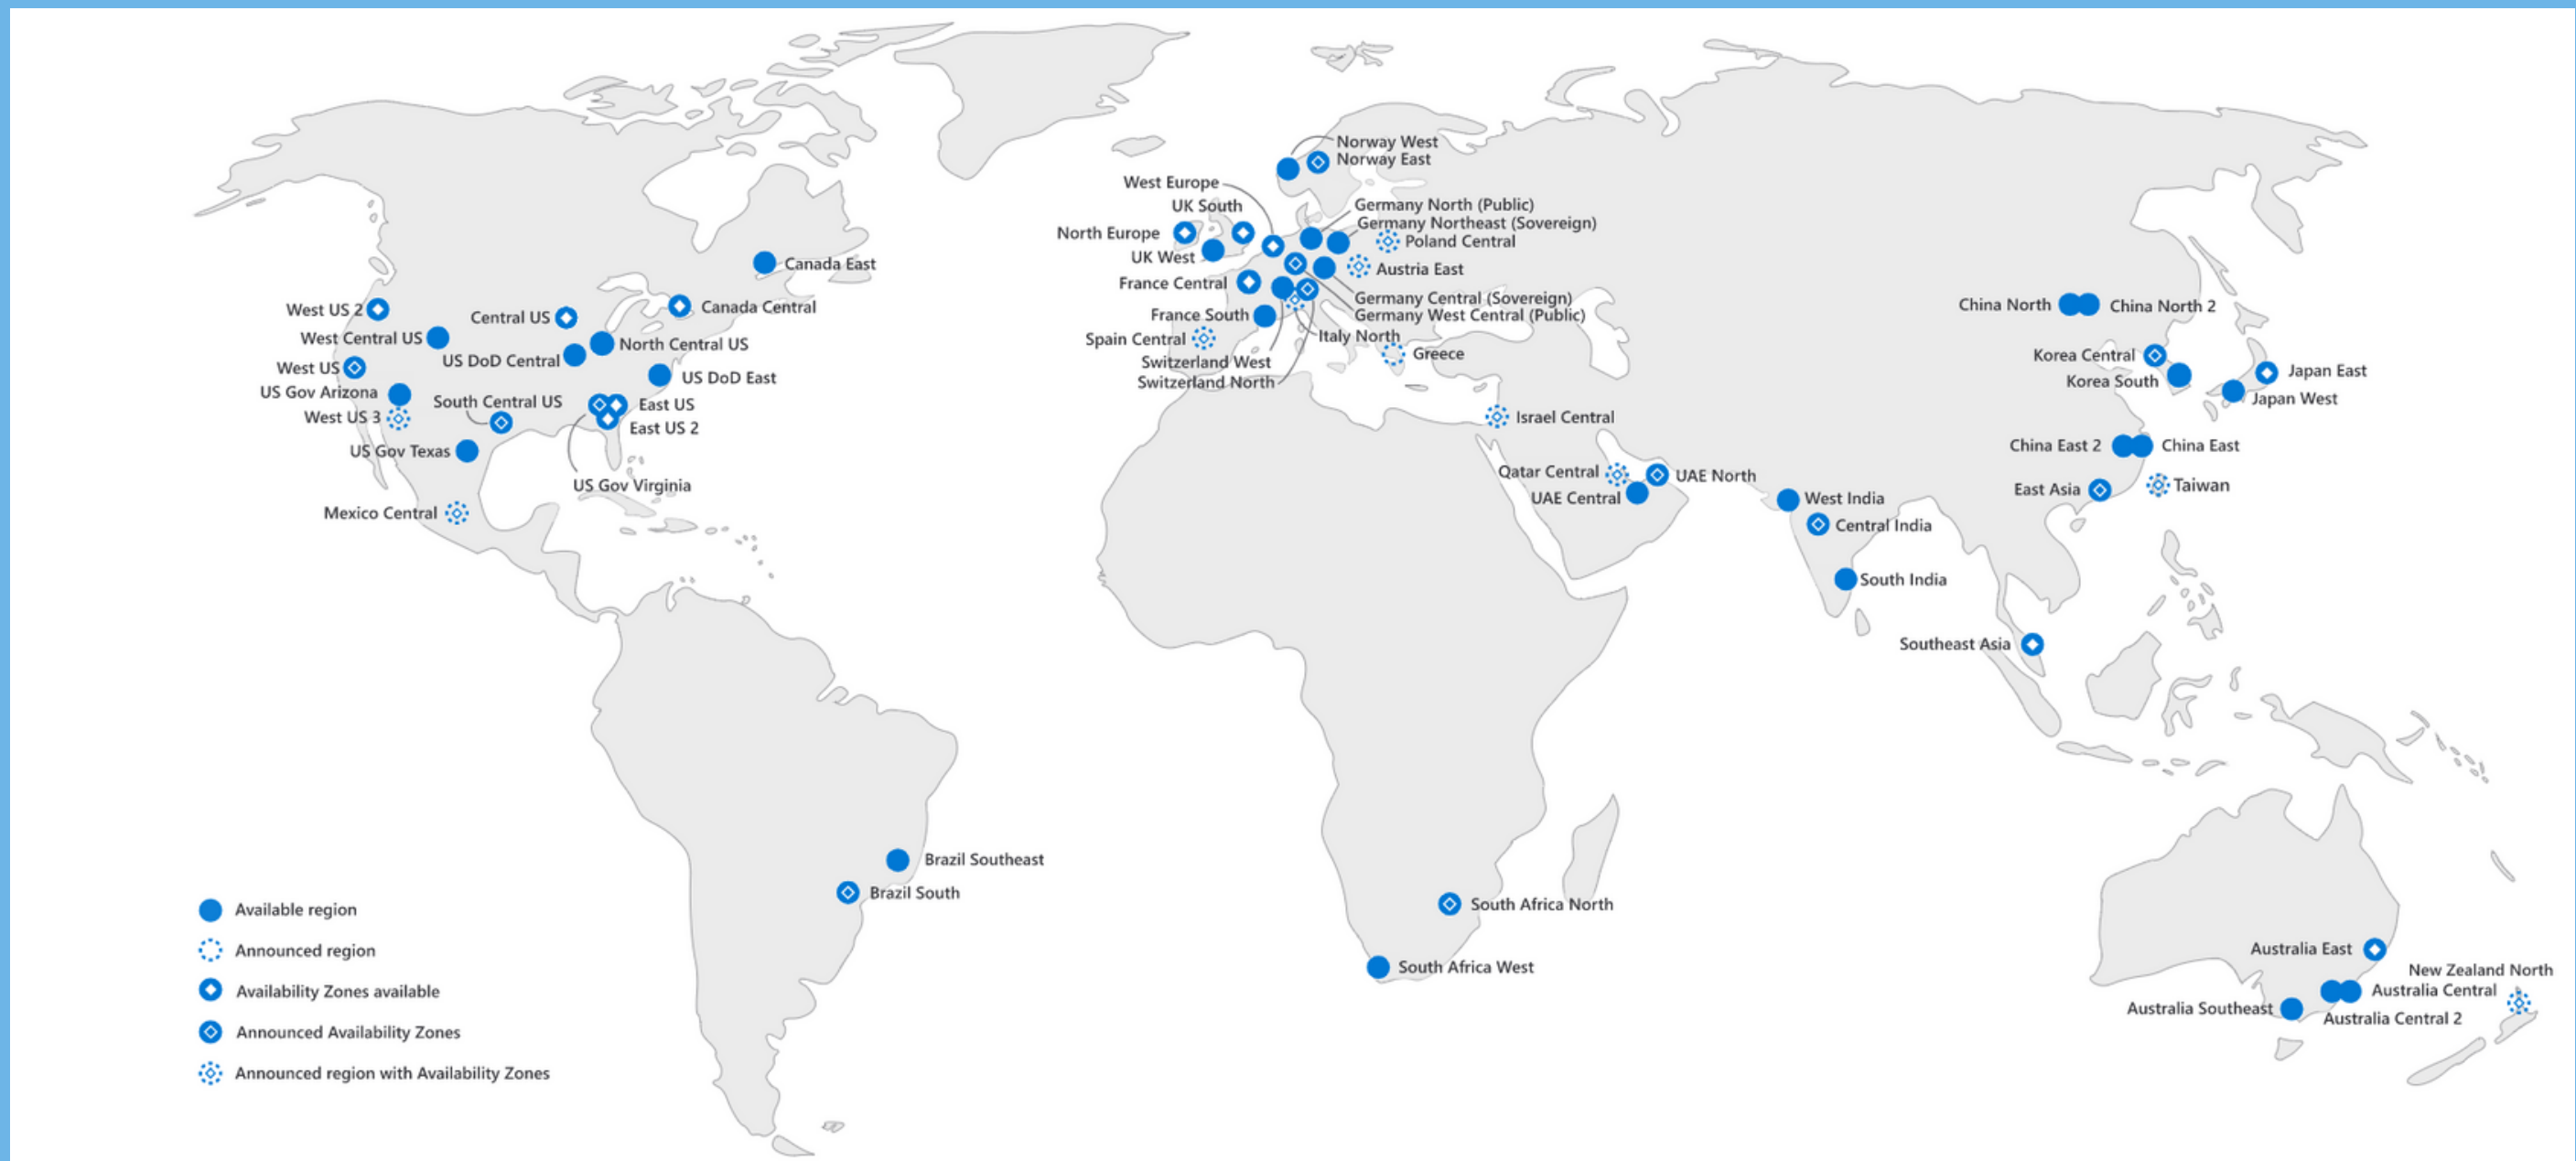 Norway West
Norway East
West Europe
UK South
Germany North (Public)
Germany Northeast (Sovereign)
North Europe
Poland Central
UK West
Canada East
Austria East
France Central
Germany Central (Sovereign)
Germany West Central (Public)
West US 2
Central US
Canada Central
France South
China North
China North 2
West Central US
North Central US
Spain Central
Italy North
US DoD Central
Switzerland West
Greece
Korea Central
West US
US DoD East
Switzerland North
Korea South
Japan East
US Gov Arizona
South Central US
East US
Japan West
West US 3
East US 2
Israel Central
US Gov Texas
China East 2
China East
US Gov Virginia
Qatar Central
UAE North
UAE Central
West India
East Asia
Taiwan
Mexico Central
Central India
South India
Southeast Asia
Brazil Southeast
Brazil South
South Africa North
South Africa West
Australia East
New Zealand North
Australia Central
Australia Southeast
Australia Central 2
Available region
Announced region
Availability Zones available
Announced Availability Zones
Announced region with Availability Zones